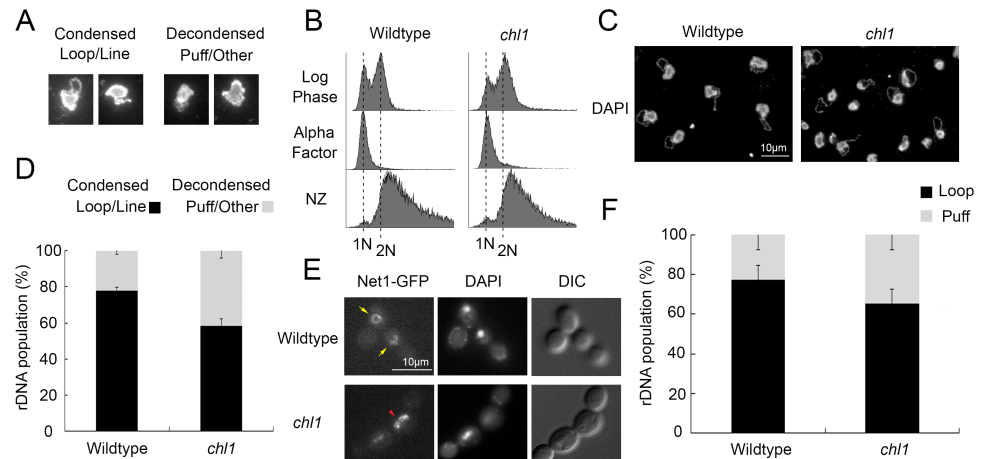 A
Condensed
Loop/Line
Decondensed
Puff/Other
B
Wildtype
chl1
Log
Phase
Alpha
Factor
NZ
1N
2N
1N
2N
C
Wildtype
chl1
DAPI
10µm
D
Condensed
Loop/Line
Decondensed
Puff/Other
rDNA population (%)
100
80
60
40
20
0
Wildtype
chl1
E
Net1-GFP
DAPI
DIC
Wildtype
10µm
chl1
F
Loop
Puff
rDNA population (%)
100
80
60
40
20
0
Wildtype
chl1